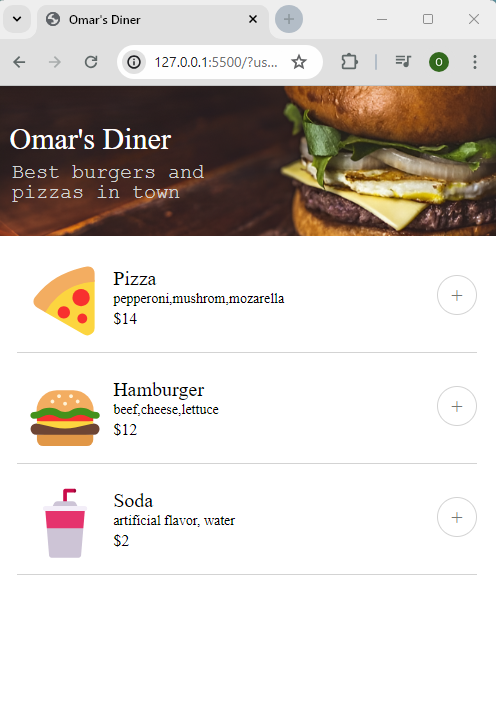 Omar's Diner
127.0.0.1:5500/?us...
O
Omar's Diner
Best burgers and
pizzas in town
Pizza
pepperoni,mushrom,mozarella
$14
+
Hamburger
beef,cheese,lettuce
$12
+
Soda
artificial flavor, water
$2
+